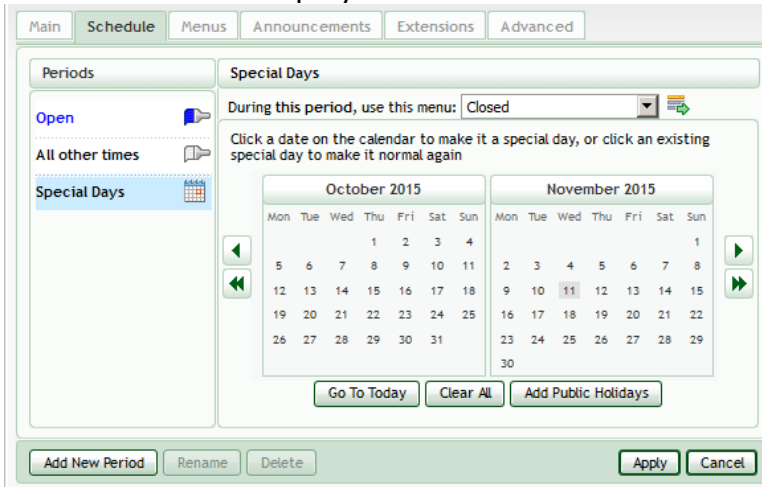 Main Schedule Menus Announcements Extensions Advanced
Periods
Open
All other times
Special Days
Special Days
During this period, use this menu: Closed
Click a date on the calendar to make it a special day, or click an existing
special day to make it normal again
October 2015
Mon Tue Wed Thu Fri Sat Sun
1 2 3 4
5 6 7 8 9 10 11
12 13 14 15 16 17 18
19 20 21 22 23 24 25
26 27 28 29 30 31
November 2015
Mon Tue Wed Thu Fri Sat Sun
1
2 3 4 5 6 7 8
9 10 11 12 13 14 15
16 17 18 19 20 21 22
23 24 25 26 27 28 29
30
Go To Today Clear All Add Public Holidays
Add New Period Rename Delete Apply Cancel